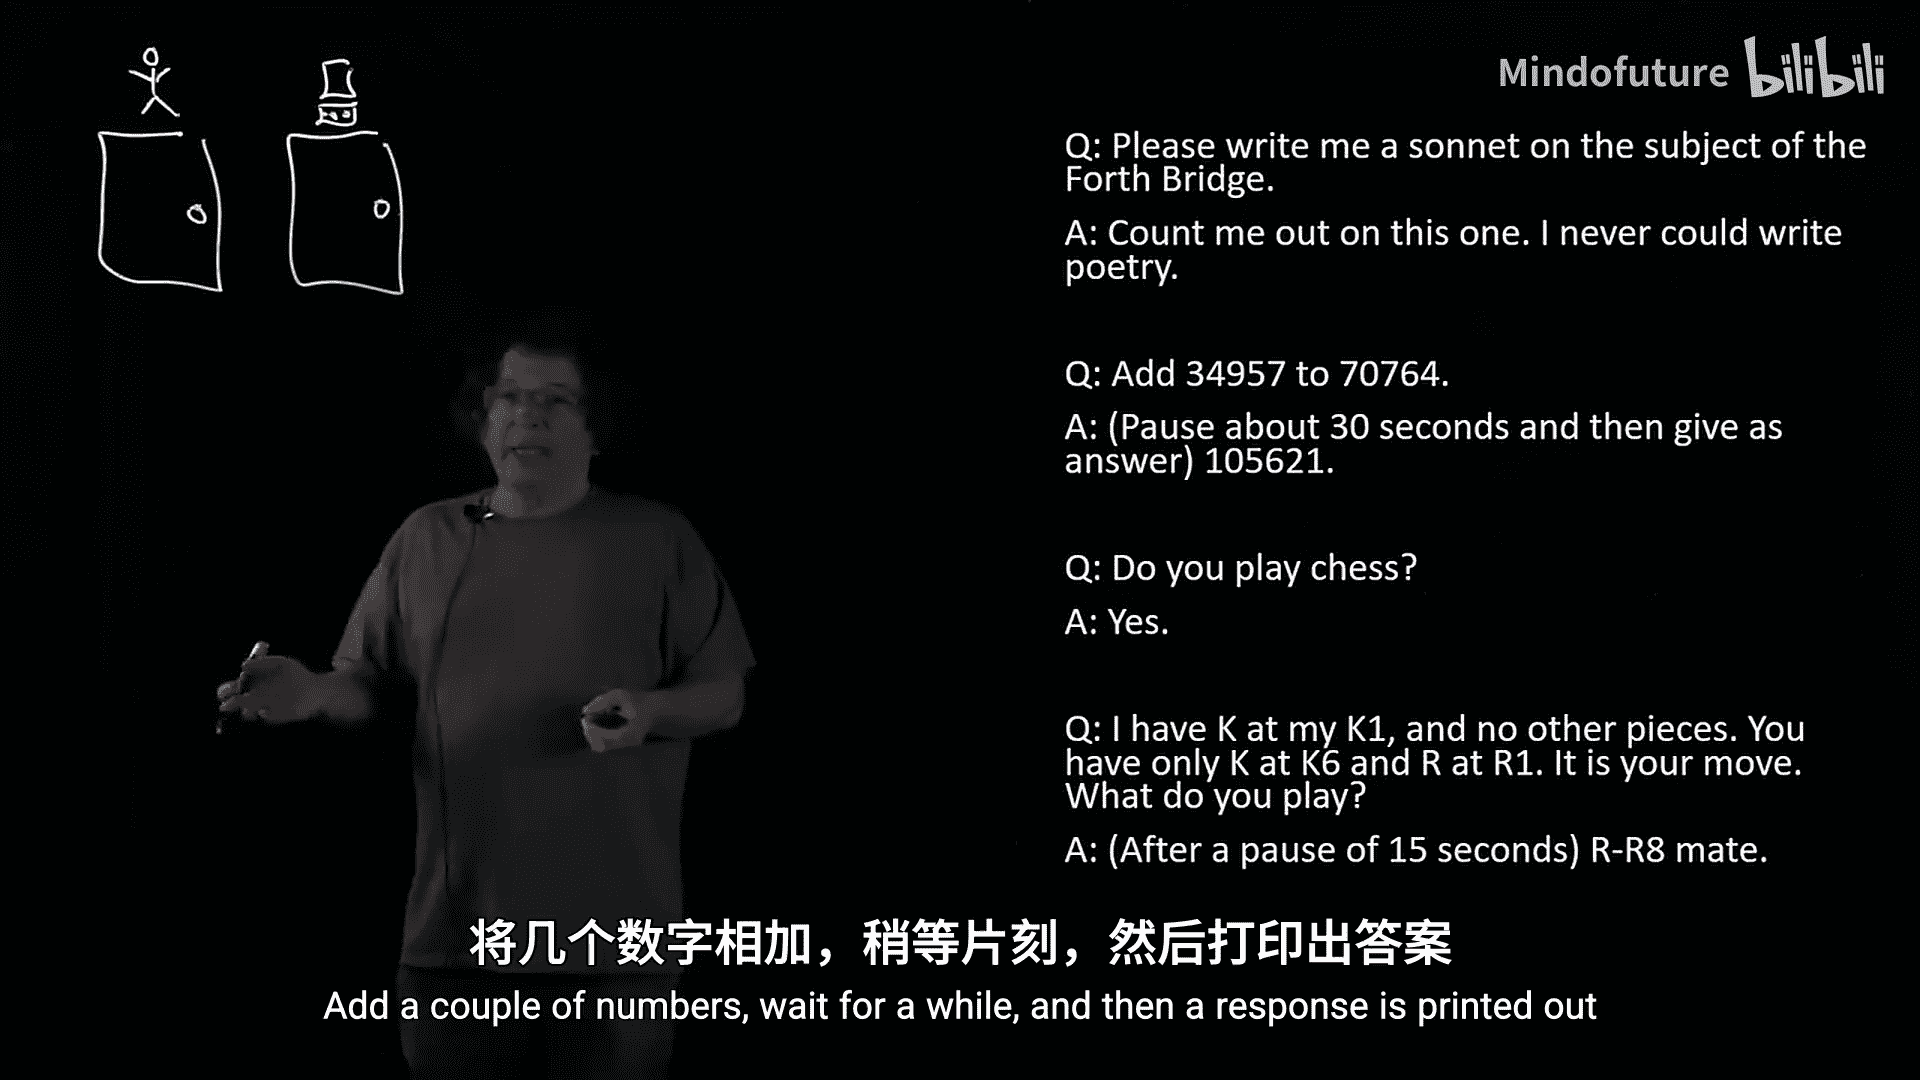 Mindofuture bilibili
Q: Please write me a sonnet on the subject of the
Forth Bridge.
A: Count me out on this one. I never could write
poetry.
Q: Add 34957 to 70764.
A: (Pause about 30 seconds and then give as
answer) 105621.
Q: Do you play chess?
A: Yes.
Q: I have K at my K1, and no other pieces. You
have only K at K6 and R at R1. It is your move.
What do you play?
A: (After a pause of 15 seconds) R-R8 mate.
将几个数字相加，稍等片刻，然后打印出答案
Add a couple of numbers, wait for a while, and then a response is printed out